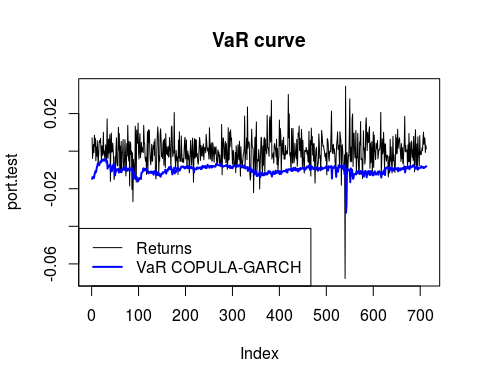 VaR curve
port.test
0.02
-0.02
-0.06
Returns
VaR COPULA-GARCH
0 100 200 300 400 500 600 700
Index